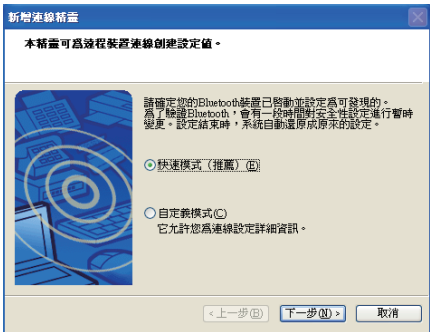 新增連線精靈
本精靈可爲遠程裝置連線創建設定值。
請確定您的Bluetooth裝置已啓動並設定爲可發現的。
爲了驗證Bluetooth，會有一段時間對安全性設定進行暫時
變更。設定結束時，系統自動還原成原來的設定。
快速模式（推薦）(E)
自定義模式(C)
它允許您爲連線設定詳細資訊。
<上一步(B) 下一步(N)> 取消